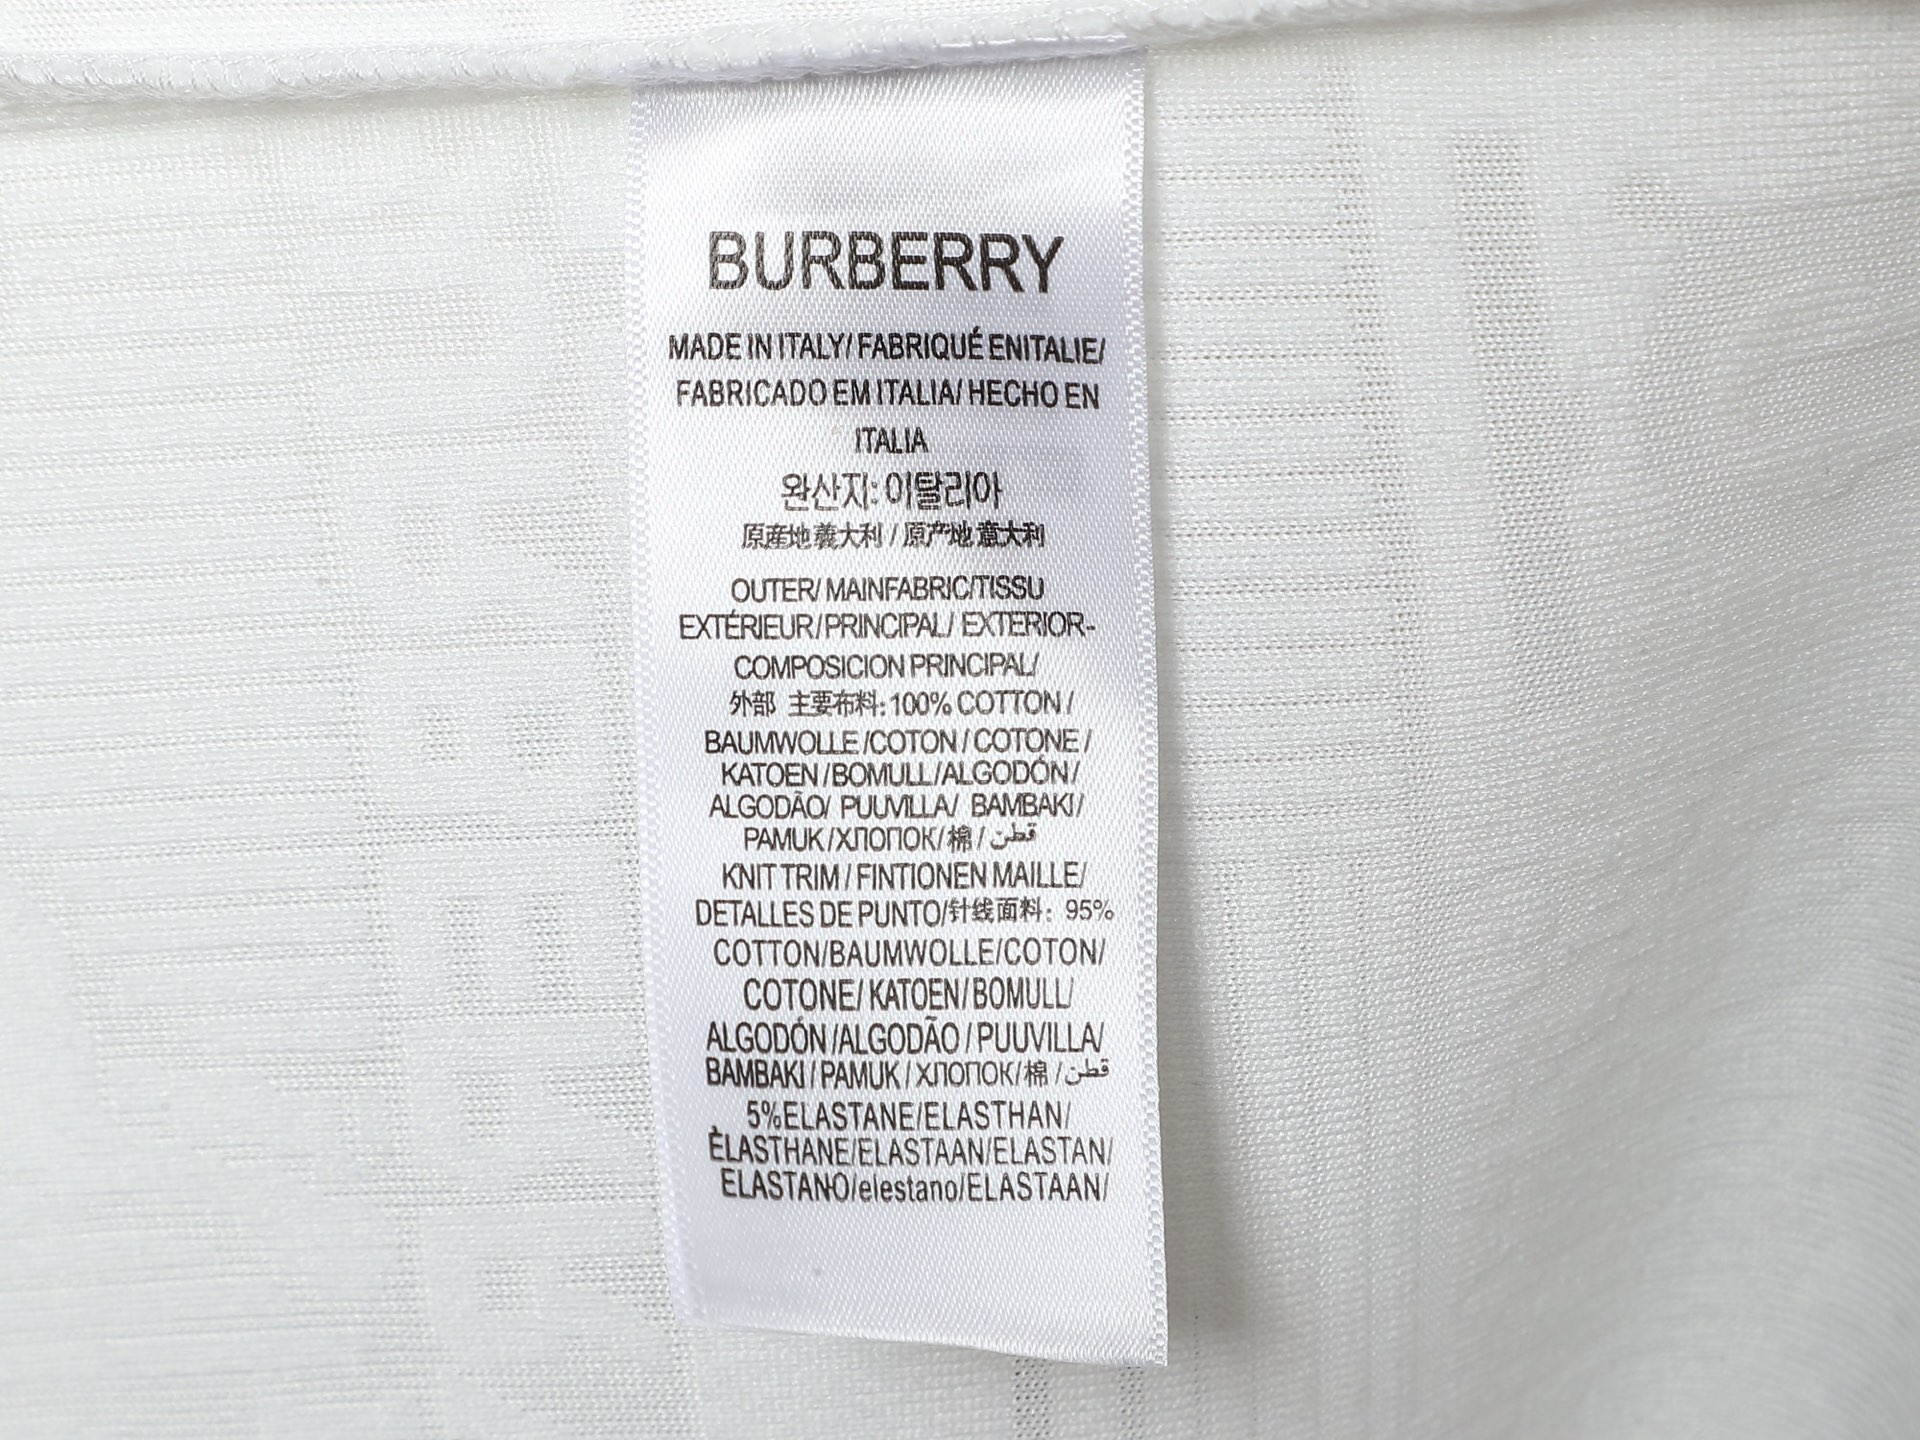 BURBERRY
MADE IN ITALY/ FABRIQUÉ ENITALIE/
FABRICADO EM ITALIA/ HECHO EN
ITALIA
완산지: 이탈리아
原産地義大利 / 原产地意大利
OUTER/ MAINFABRIC/TISSU
EXTÉRIEUR/PRINCIPAL/ EXTERIOR-
COMPOSICION PRINCIPAL/
外部 主要布料: 100% COTTON /
BAUMWOLLE /COTON / COTONE /
KATOEN /BOMULL/ALGODÓN/
ALGODÃO/ PUUVILLA/ BAMBAKI/
PAMUK /ХЛОПОК/ 棉 / قطن
KNIT TRIM / FINTIONEN MAILLE/
DETALLES DE PUNTO/针线面料: 95%
COTTON/BAUMWOLLE/COTON/
COTONE/ KATOEN/BOMULL/
ALGODÓN /ALGODÃO / PUUVILLA/
BAMBAKI / PAMUK / ХЛОПОК/ 棉 / قطن
5%ELASTANE/ELASTHAN/
ÈLASTHANE/ELASTAAN/ELASTAN/
ELASTANO/elestano/ELASTAAN/